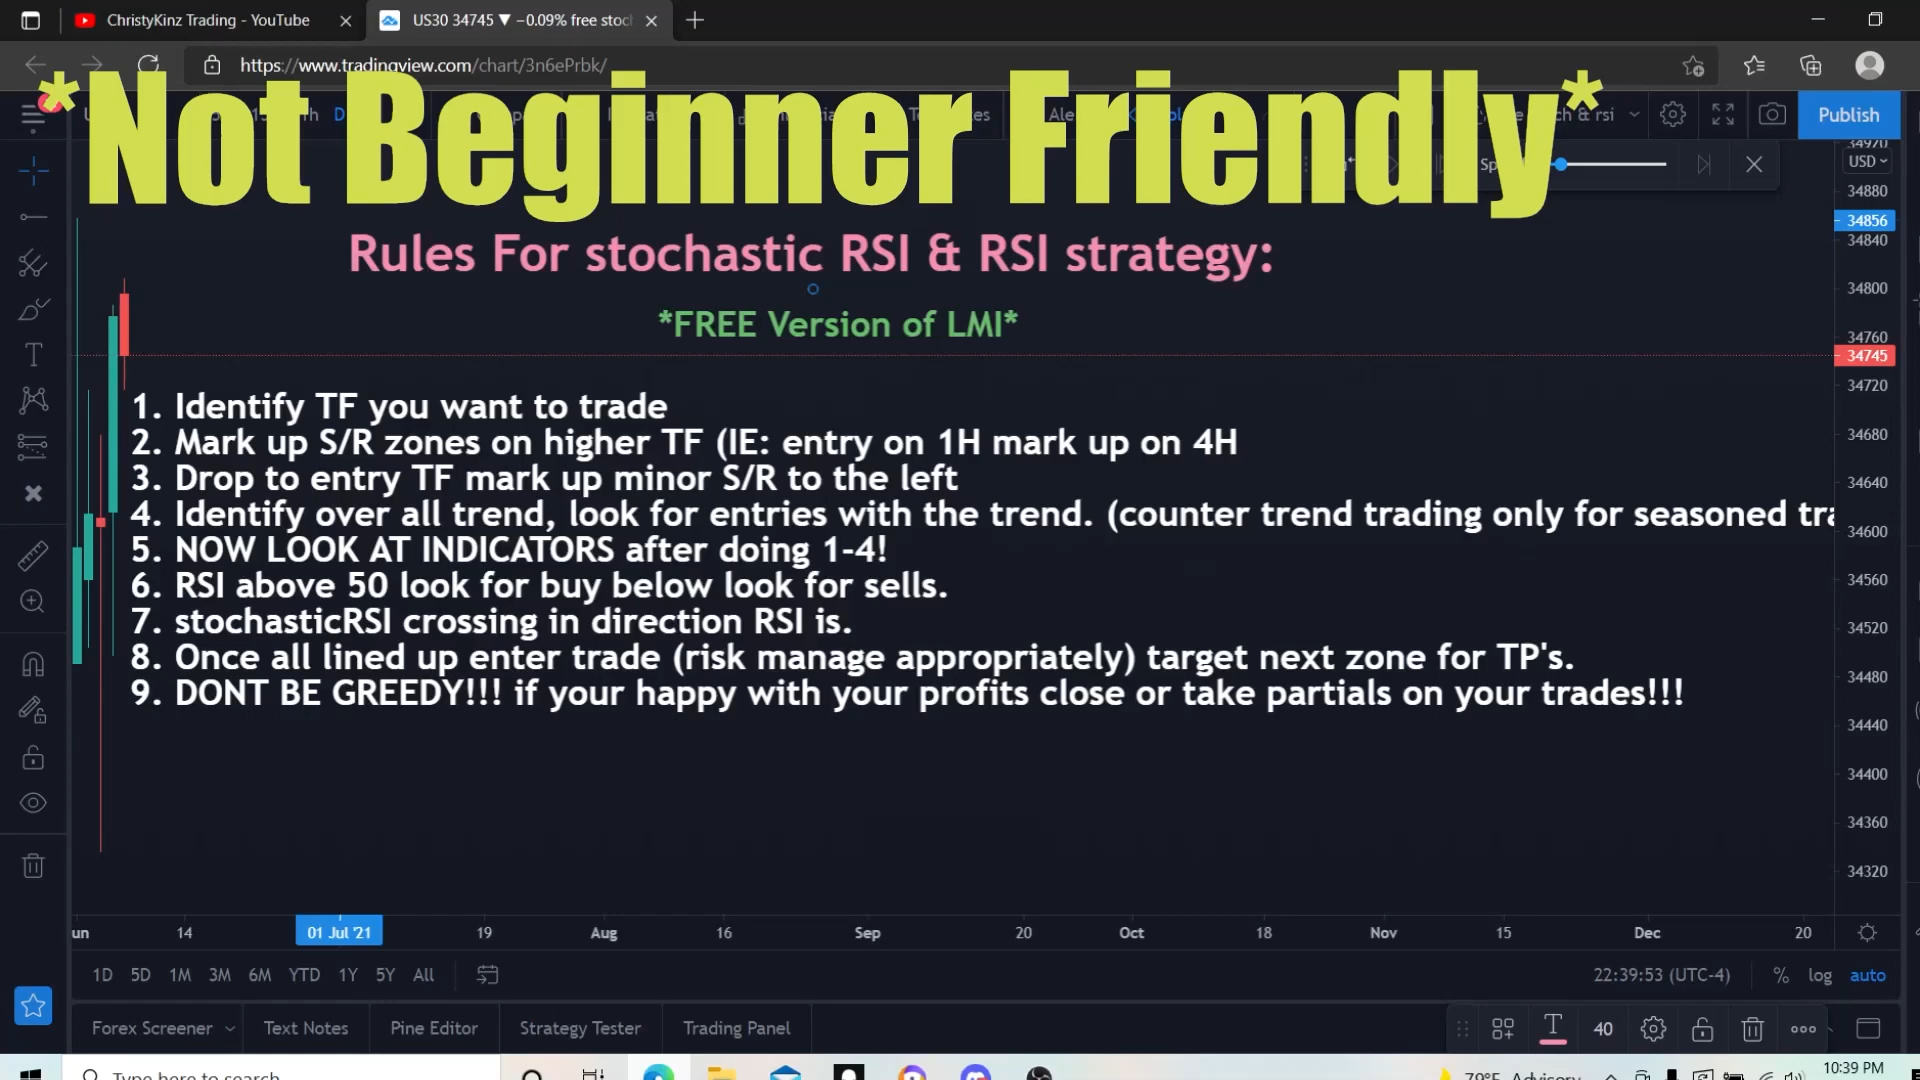 ChristyKinz Trading - YouTube
US30 34745 ▼ −0.09% free stoc
https://www.tradingview.com/chart/3n6ePrbk/
*Not Beginner Friendly*
Publish
USD
Rules For stochastic RSI & RSI strategy:
*FREE Version of LMI*
1. Identify TF you want to trade
2. Mark up S/R zones on higher TF (IE: entry on 1H mark up on 4H
3. Drop to entry TF mark up minor S/R to the left
4. Identify over all trend, look for entries with the trend. (counter trend trading only for seasoned tra
5. NOW LOOK AT INDICATORS after doing 1-4!
6. RSI above 50 look for buy below look for sells.
7. stochasticRSI crossing in direction RSI is.
8. Once all lined up enter trade (risk manage appropriately) target next zone for TP's.
9. DONT BE GREEDY!!! if your happy with your profits close or take partials on your trades!!!
34880
34856
34840
34800
34760
34745
34720
34680
34640
34600
34560
34520
34480
34440
34400
34360
34320
un 14 01 Jul '21 19 Aug 16 Sep 20 Oct 18 Nov 15 Dec 20
1D 5D 1M 3M 6M YTD 1Y 5Y All 22:39:53 (UTC-4) % log auto
Forex Screener Text Notes Pine Editor Strategy Tester Trading Panel 40
Type here to search 79°F Advisory 10:39 PM